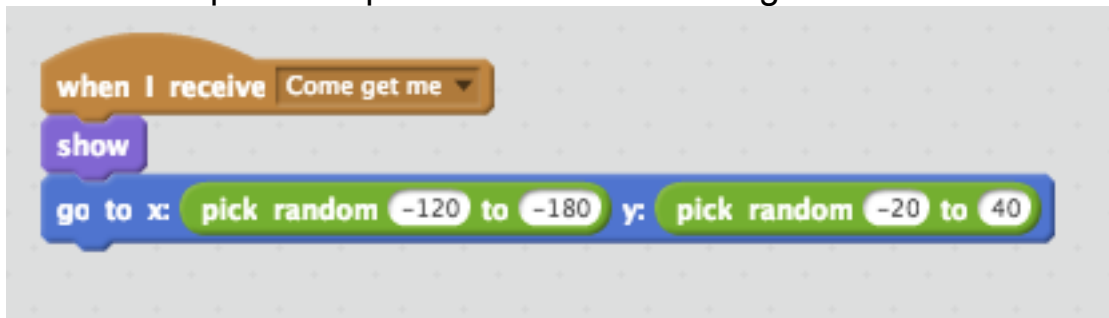 when I receive Come get me
show
go to x: pick random -120 to -180 y: pick random -20 to 40